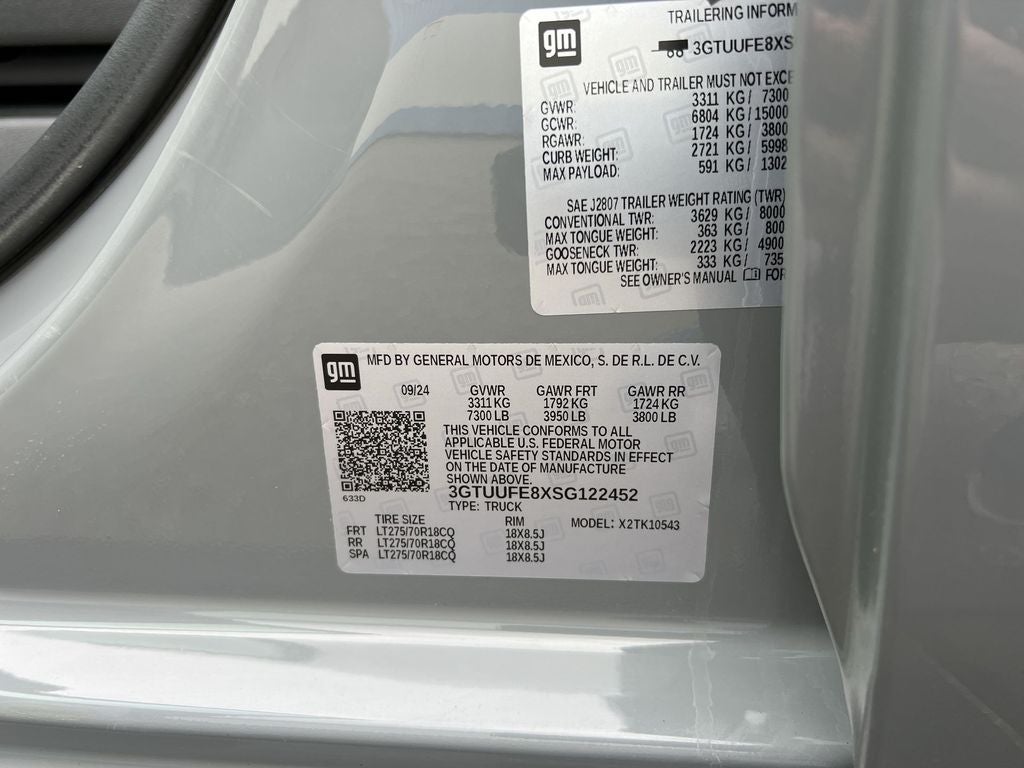 gm
TRAILERING INFORM
3GTUUFE8XS
VEHICLE AND TRAILER MUST NOT EXCE
GVWR: 3311 KG/ 7300
GCWR: 6804 KG/15000
RGAWR: 1724 KG/ 3800
CURB WEIGHT: 2721 KG/ 5998
MAX PAYLOAD: 591 KG/ 1302
SAE J2807 TRAILER WEIGHT RATING (TWR)
CONVENTIONAL TWR: 3629 KG/ 8000
MAX TONGUE WEIGHT: 363 KG/ 800
GOOSENECK TWR: 2223 KG/ 4900
MAX TONGUE WEIGHT: 333 KG/ 735
SEE OWNER'S MANUAL FOR
gm MFD BY GENERAL MOTORS DE MEXICO, S. DE R.L. DE C.V.
09/24 GVWR GAWR FRT GAWR RR
3311 KG 1792 KG 1724 KG
7300 LB 3950 LB 3800 LB
THIS VEHICLE CONFORMS TO ALL
APPLICABLE U.S. FEDERAL MOTOR
VEHICLE SAFETY STANDARDS IN EFFECT
ON THE DATE OF MANUFACTURE
SHOWN ABOVE.
633D 3GTUUFE8XSG122452
TYPE: TRUCK
TIRE SIZE RIM MODEL: X2TK10543
FRT LT275/70R18CQ 18X8.5J
RR LT275/70R18CQ 18X8.5J
SPA LT275/70R18CQ 18X8.5J